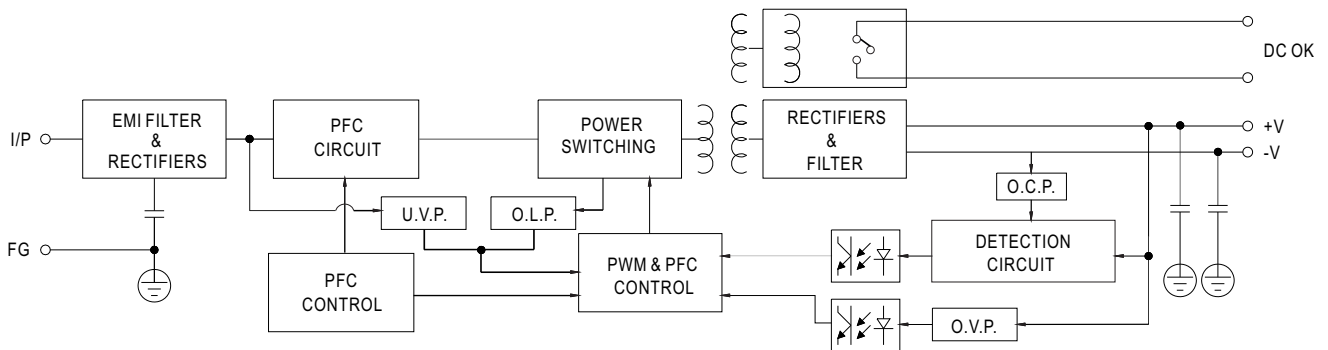 DC OK
I/P
EMI FILTER
&
RECTIFIERS
PFC
CIRCUIT
POWER
SWITCHING
RECTIFIERS
&
FILTER
+V
-V
U.V.P.
O.L.P.
O.C.P.
FG
PFC
CONTROL
PWM & PFC
CONTROL
DETECTION
CIRCUIT
O.V.P.